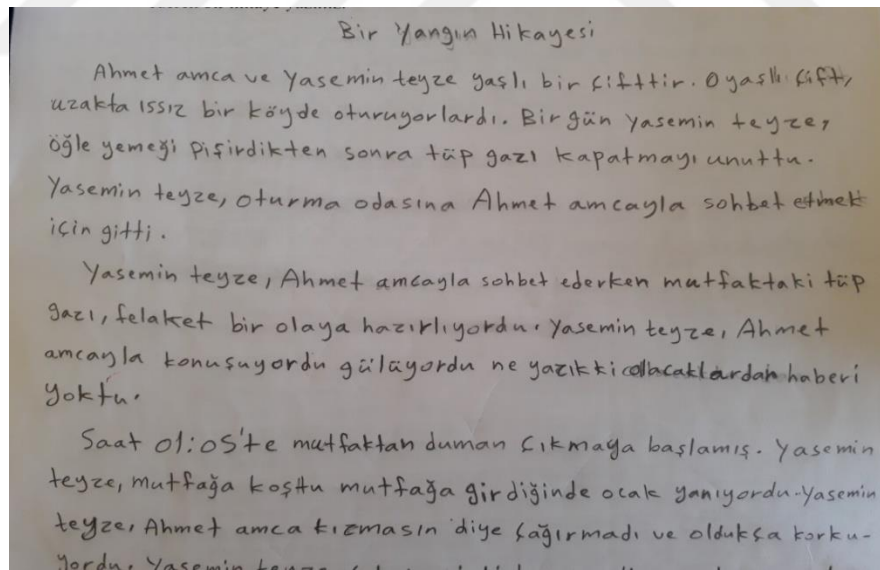 Bir Yangın Hikayesi
Ahmet amca ve Yasemin teyze yaşlı bir çifttir. O yaşlı çift,
uzakta ıssız bir köyde oturuyorlardı. Bir gün Yasemin teyze,
öğle yemeği pişirdikten sonra tüp gazı kapatmayı unuttu.
Yasemin teyze, oturma odasına Ahmet amcayla sohbet etmek
için gitti.
Yasemin teyze, Ahmet amcayla sohbet ederken mutfaktaki tüp
gazı, felaket bir olaya hazırlıyordu. Yasemin teyze, Ahmet
amcayla konuşuyordu gülüyordu ne yazıkki olacaklardan haberi
yoktu.
Saat 01:05'te mutfaktan duman çıkmaya başlamış. Yasemin
teyze, mutfağa koştu mutfağa girdiğinde ocak yanıyordu. Yasemin
teyze, Ahmet amca kızmasın diye çağırmadı ve oldukça korku-
yordu. Yasemin teyze